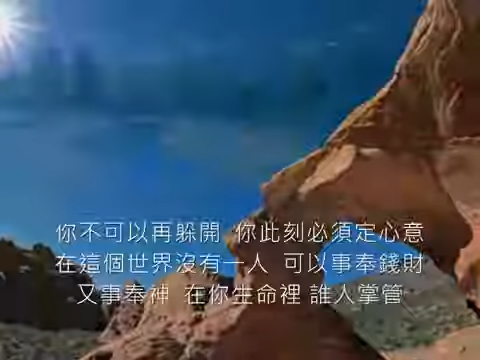 你不可以再躲開 你此刻必須定心意
在這個世界沒有一人 可以事奉錢財
又事奉神 在你生命裡 誰人掌管